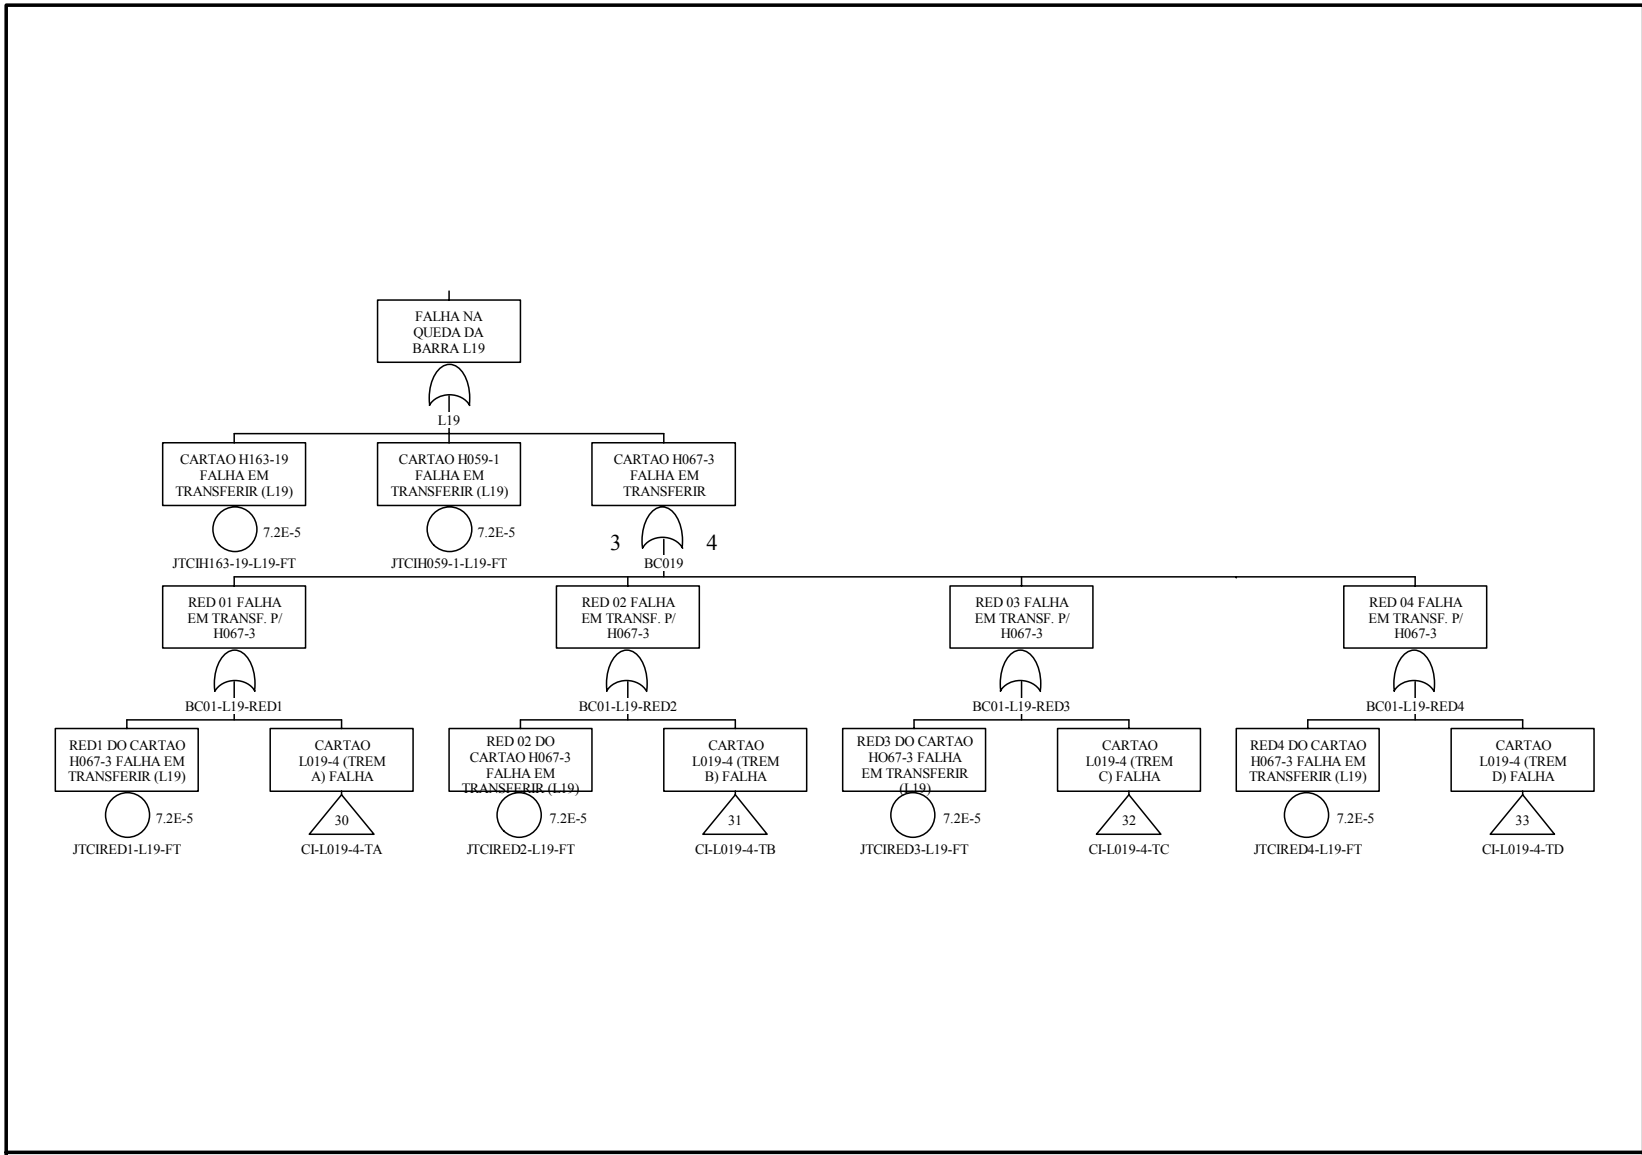 FALHA NA
QUEDA DA
BARRA L19
L19
CARTAO H163-19
FALHA EM
TRANSFERIR (L19)
7.2E-5
JTCIH163-19-L19-FT
CARTAO H059-1
FALHA EM
TRANSFERIR (L19)
7.2E-5
JTCIH059-1-L19-FT
CARTAO H067-3
FALHA EM
TRANSFERIR
3 4
BC019
RED 01 FALHA
EM TRANSF. P/
H067-3
BC01-L19-RED1
RED 02 FALHA
EM TRANSF. P/
H067-3
BC01-L19-RED2
RED 03 FALHA
EM TRANSF. P/
H067-3
BC01-L19-RED3
RED 04 FALHA
EM TRANSF. P/
H067-3
BC01-L19-RED4
RED1 DO CARTAO
H067-3 FALHA EM
TRANSFERIR (L19)
7.2E-5
JTCIRED1-L19-FT
CARTAO
L019-4 (TREM
A) FALHA
30
CI-L019-4-TA
RED 02 DO
CARTAO H067-3
FALHA EM
TRANSFERIR (L19)
7.2E-5
JTCIRED2-L19-FT
CARTAO
L019-4 (TREM
B) FALHA
31
CI-L019-4-TB
RED3 DO CARTAO
HO67-3 FALHA
EM TRANSFERIR
(L19)
7.2E-5
JTCIRED3-L19-FT
CARTAO
L019-4 (TREM
C) FALHA
32
CI-L019-4-TC
RED4 DO CARTAO
H067-3 FALHA EM
TRANSFERIR (L19)
7.2E-5
JTCIRED4-L19-FT
CARTAO
L019-4 (TREM
D) FALHA
33
CI-L019-4-TD